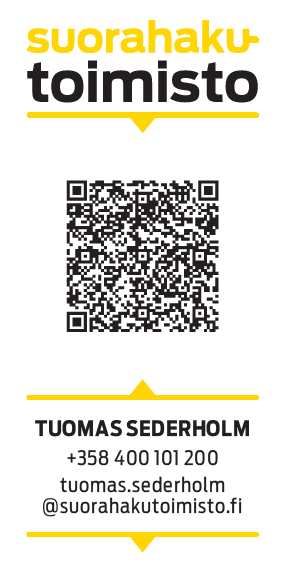 suorahaku-
toimisto
TUOMAS SEDERHOLM
+358 400 101 200
tuomas.sederholm
@suorahakutoimisto.fi